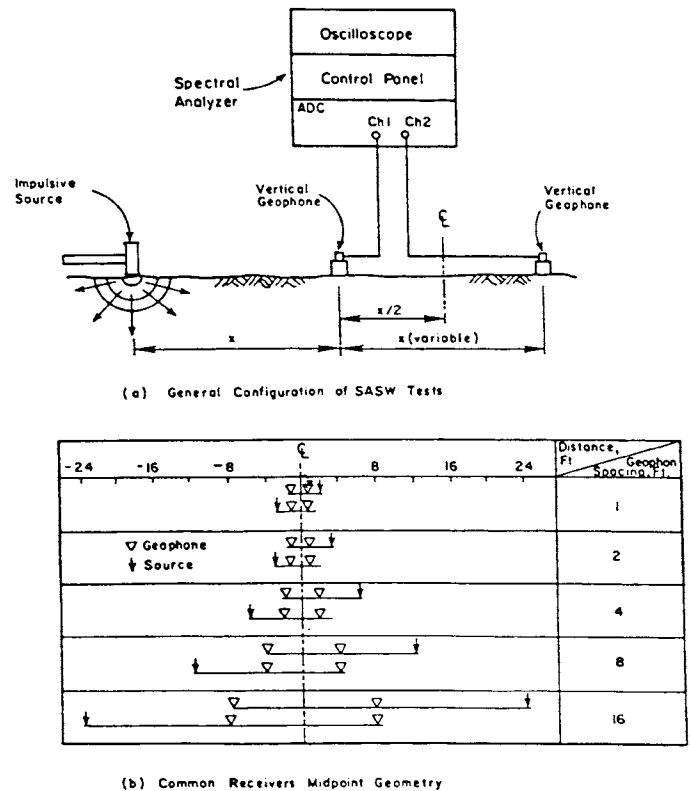 Oscilloscope
Control Panel
ADC
Ch1 Ch2
Spectral
Analyzer
Impulsive
Source
Vertical
Geophone
℄
Vertical
Geophone
x/2
x
x(variable)
(a) General Configuration of SASW Tests
℄
-24 -16 -8 8 16 24
Distance,
Ft
Geophon
Spacing,Ft.
1
▽ Geophone
↓ Source
2
4
8
16
(b) Common Receivers Midpoint Geometry